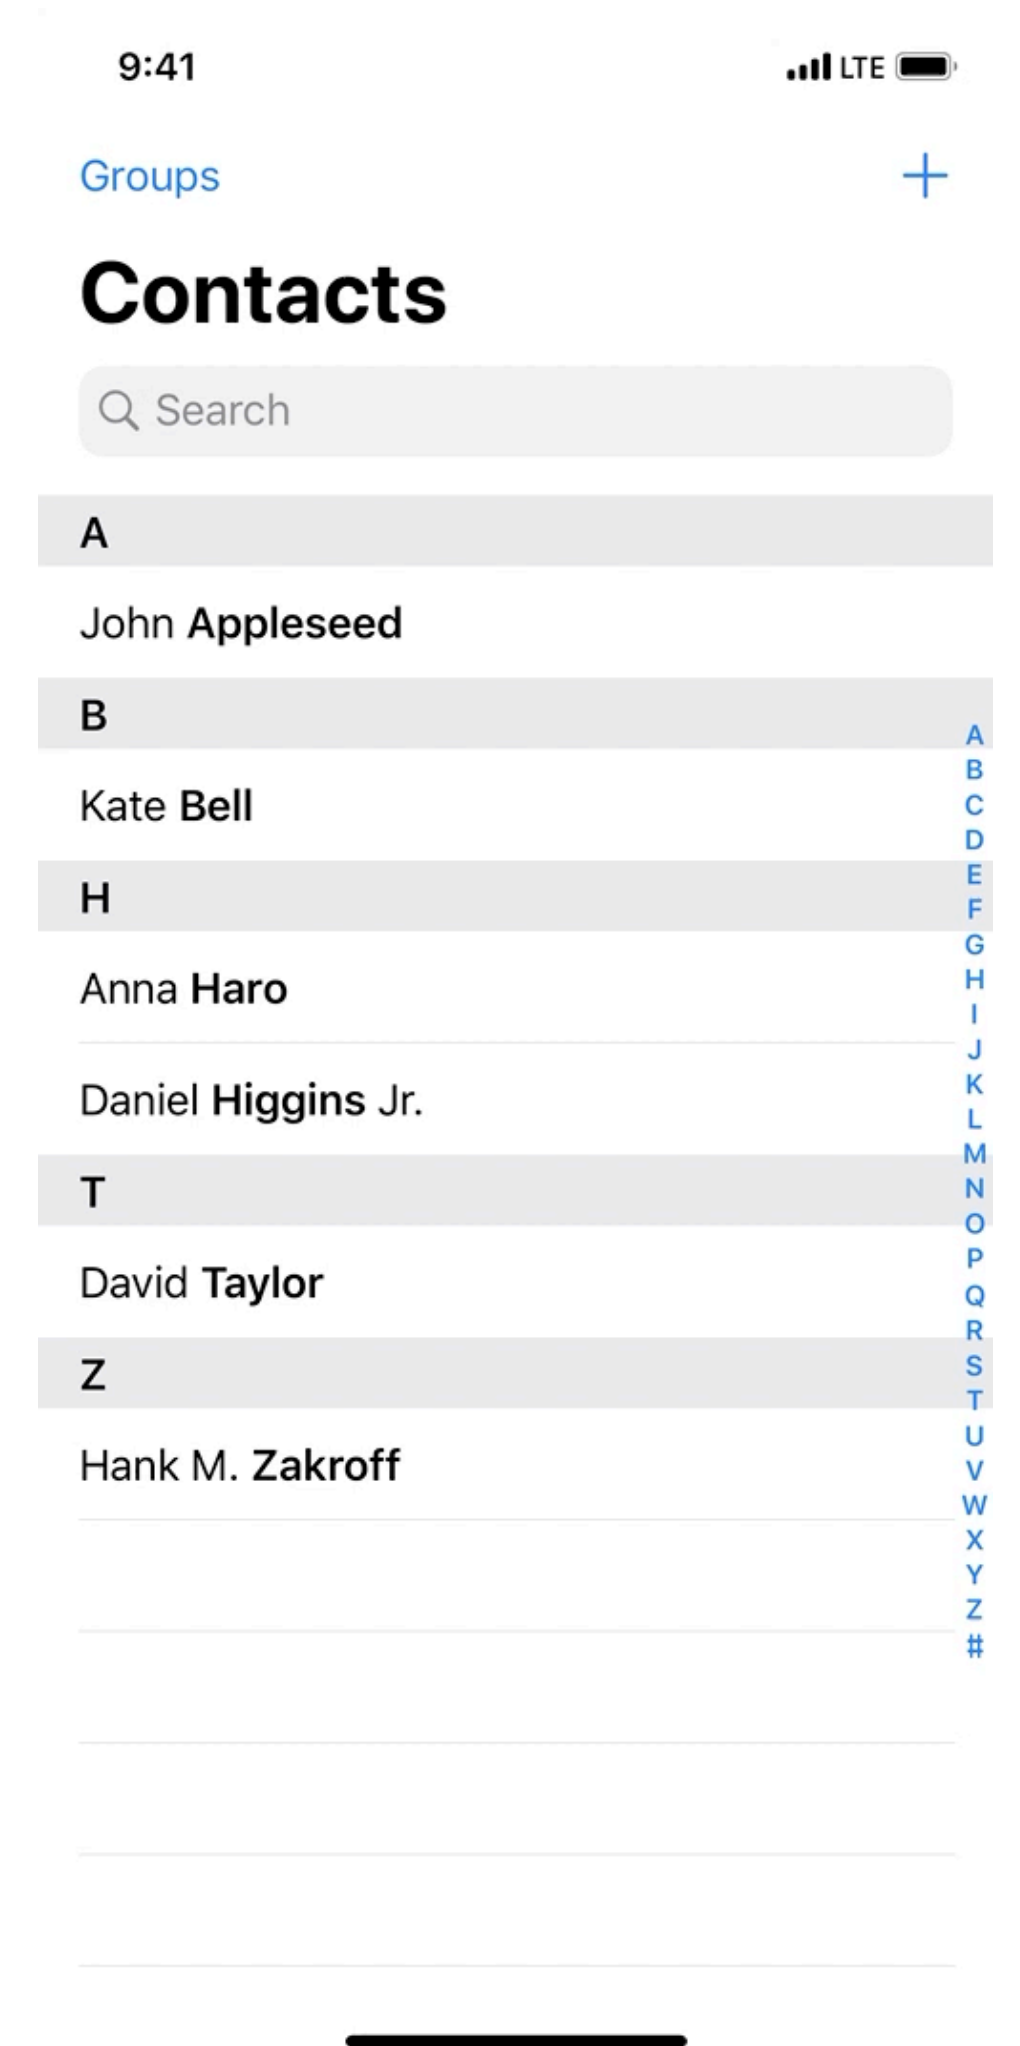 9:41 LTE
Groups
Contacts
Search
A
John Appleseed
B
Kate Bell
H
Anna Haro
Daniel Higgins Jr.
T
David Taylor
Z
Hank M. Zakroff
A
B
C
D
E
F
G
H
I
J
K
L
M
N
O
P
Q
R
S
T
U
V
W
X
Y
Z
#